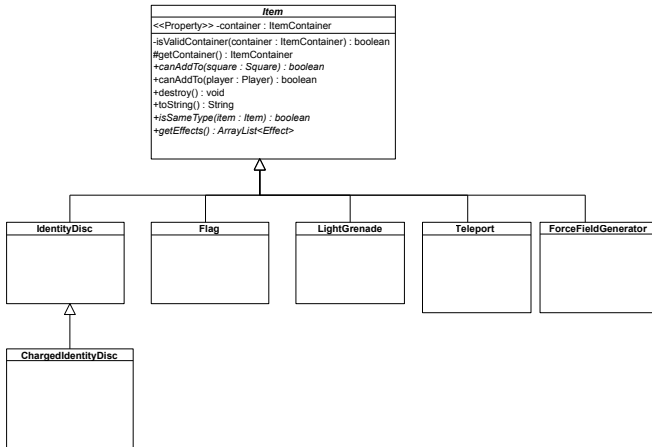 Item
<<Property>> -container : ItemContainer
-isValidContainer(container : ItemContainer) : boolean
#getContainer() : ItemContainer
+canAddTo(square : Square) : boolean
+canAddTo(player : Player) : boolean
+destroy() : void
+toString() : String
+isSameType(item : Item) : boolean
+getEffects() : ArrayList<Effect>
IdentityDisc
Flag
LightGrenade
Teleport
ForceFieldGenerator
ChargedIdentityDisc